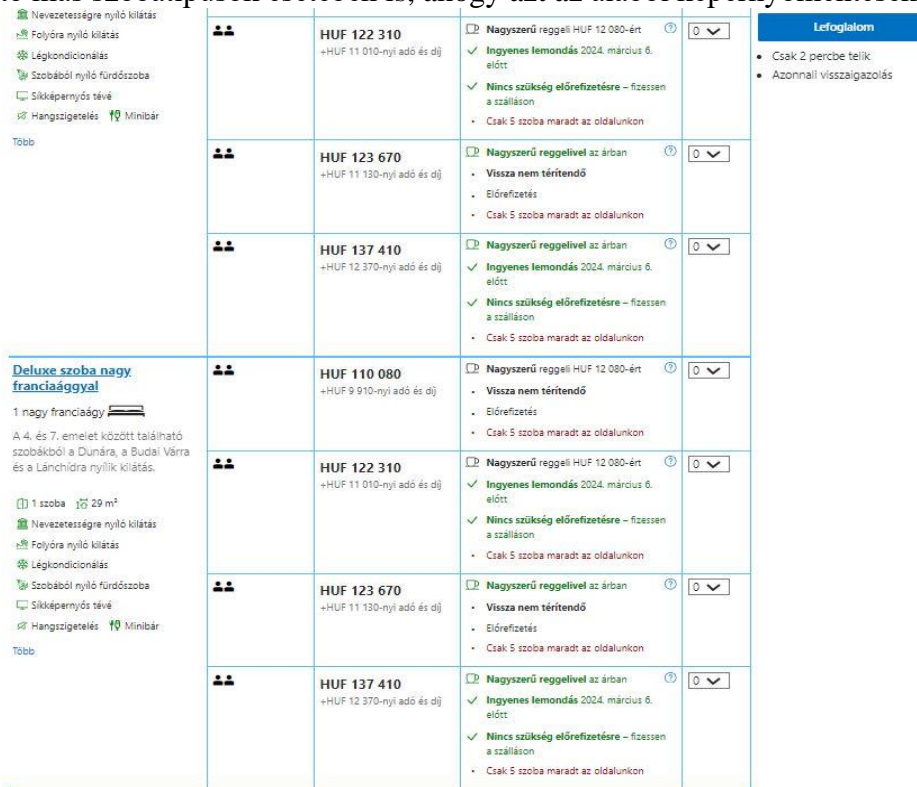 más szobatípusok esetében is, ahogy azt az alábbi képernyőmentésen
Nevezetességre nyíló kilátás
Folyóra nyíló kilátás
Légkondicionálás
Szobából nyíló fürdőszoba
Síkképernyős tévé
Hangszigetelés Minibár
Több
HUF 122 310
+HUF 11 010-nyi adó és díj
Nagyszerű reggeli HUF 12 080-ért
Ingyenes lemondás 2024. március 6.
előtt
Nincs szükség előrefizetésre – fizessen
a szálláson
Csak 5 szoba maradt az oldalunkon
0
Lefoglalom
Csak 2 percbe telik
Azonnali visszaigazolás
HUF 123 670
+HUF 11 130-nyi adó és díj
Nagyszerű reggelivel az árban
Vissza nem térítendő
Előrefizetés
Csak 5 szoba maradt az oldalunkon
0
HUF 137 410
+HUF 12 370-nyi adó és díj
Nagyszerű reggelivel az árban
Ingyenes lemondás 2024. március 6.
előtt
Nincs szükség előrefizetésre – fizessen
a szálláson
Csak 5 szoba maradt az oldalunkon
0
Deluxe szoba nagy
franciaággyal
1 nagy franciaágy
A 4. és 7. emelet között található
szobákból a Dunára, a Budai Várra
és a Lánchídra nyílik kilátás.
1 szoba 29 m²
Nevezetességre nyíló kilátás
Folyóra nyíló kilátás
Légkondicionálás
Szobából nyíló fürdőszoba
Síkképernyős tévé
Hangszigetelés Minibár
Több
HUF 110 080
+HUF 9 910-nyi adó és díj
Nagyszerű reggeli HUF 12 080-ért
Vissza nem térítendő
Előrefizetés
Csak 5 szoba maradt az oldalunkon
0
HUF 122 310
+HUF 11 010-nyi adó és díj
Nagyszerű reggeli HUF 12 080-ért
Ingyenes lemondás 2024. március 6.
előtt
Nincs szükség előrefizetésre – fizessen
a szálláson
Csak 5 szoba maradt az oldalunkon
0
HUF 123 670
+HUF 11 130-nyi adó és díj
Nagyszerű reggelivel az árban
Vissza nem térítendő
Előrefizetés
Csak 5 szoba maradt az oldalunkon
0
HUF 137 410
+HUF 12 370-nyi adó és díj
Nagyszerű reggelivel az árban
Ingyenes lemondás 2024. március 6.
előtt
Nincs szükség előrefizetésre – fizessen
a szálláson
Csak 5 szoba maradt az oldalunkon
0